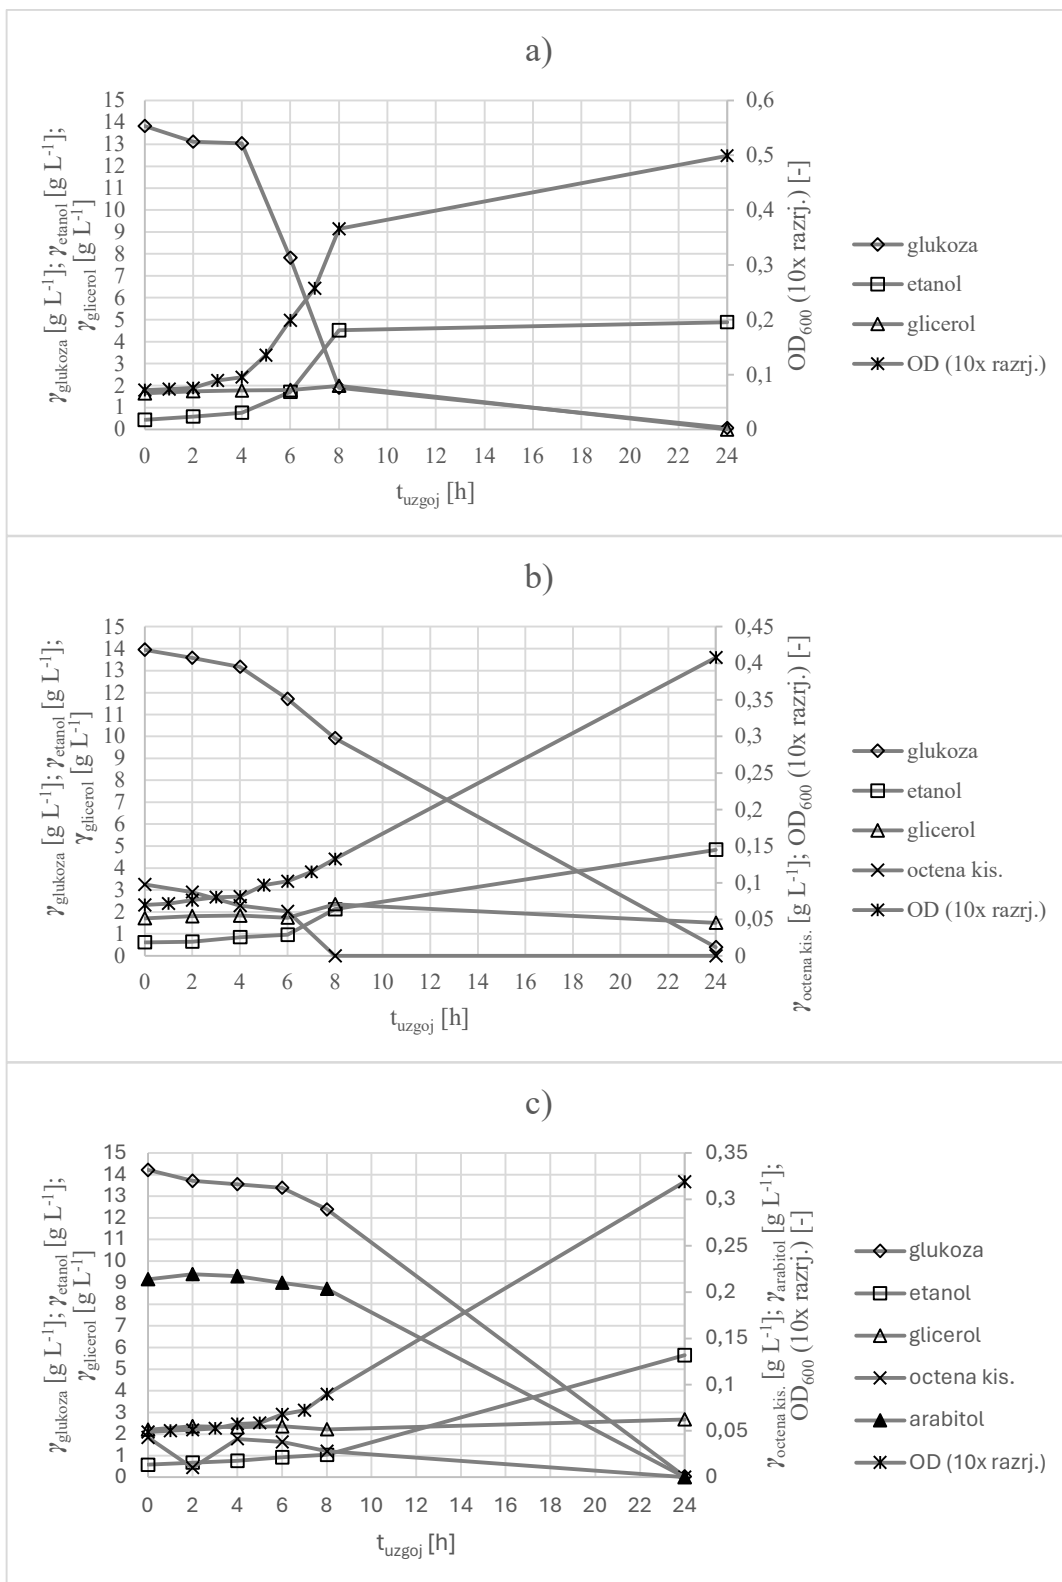 a)
γglukoza [g L-1]; γetanol [g L-1];
γglicerol [g L-1]
15
14
13
12
11
10
9
8
7
6
5
4
3
2
1
0
0,6
0,5
0,4
0,3
0,2
0,1
0
OD600 (10x razrj.) [-]
0 2 4 6 8 10 12 14 16 18 20 22 24
tuzgoj [h]
glukoza
etanol
glicerol
OD (10x razrj.)
b)
γglukoza [g L-1]; γetanol [g L-1];
γglicerol [g L-1]
15
14
13
12
11
10
9
8
7
6
5
4
3
2
1
0
0,45
0,4
0,35
0,3
0,25
0,2
0,15
0,1
0,05
0
γoctena kis. [g L-1]; OD600 (10x razrj.) [-]
0 2 4 6 8 10 12 14 16 18 20 22 24
tuzgoj [h]
glukoza
etanol
glicerol
octena kis.
OD (10x razrj.)
c)
γglukoza [g L-1]; γetanol [g L-1];
γglicerol [g L-1]
15
14
13
12
11
10
9
8
7
6
5
4
3
2
1
0
0,35
0,3
0,25
0,2
0,15
0,1
0,05
0
γoctena kis. [g L-1]; γarabitol [g L-1];
OD600 (10x razrj.) [-]
0 2 4 6 8 10 12 14 16 18 20 22 24
tuzgoj [h]
glukoza
etanol
glicerol
octena kis.
arabitol
OD (10x razrj.)